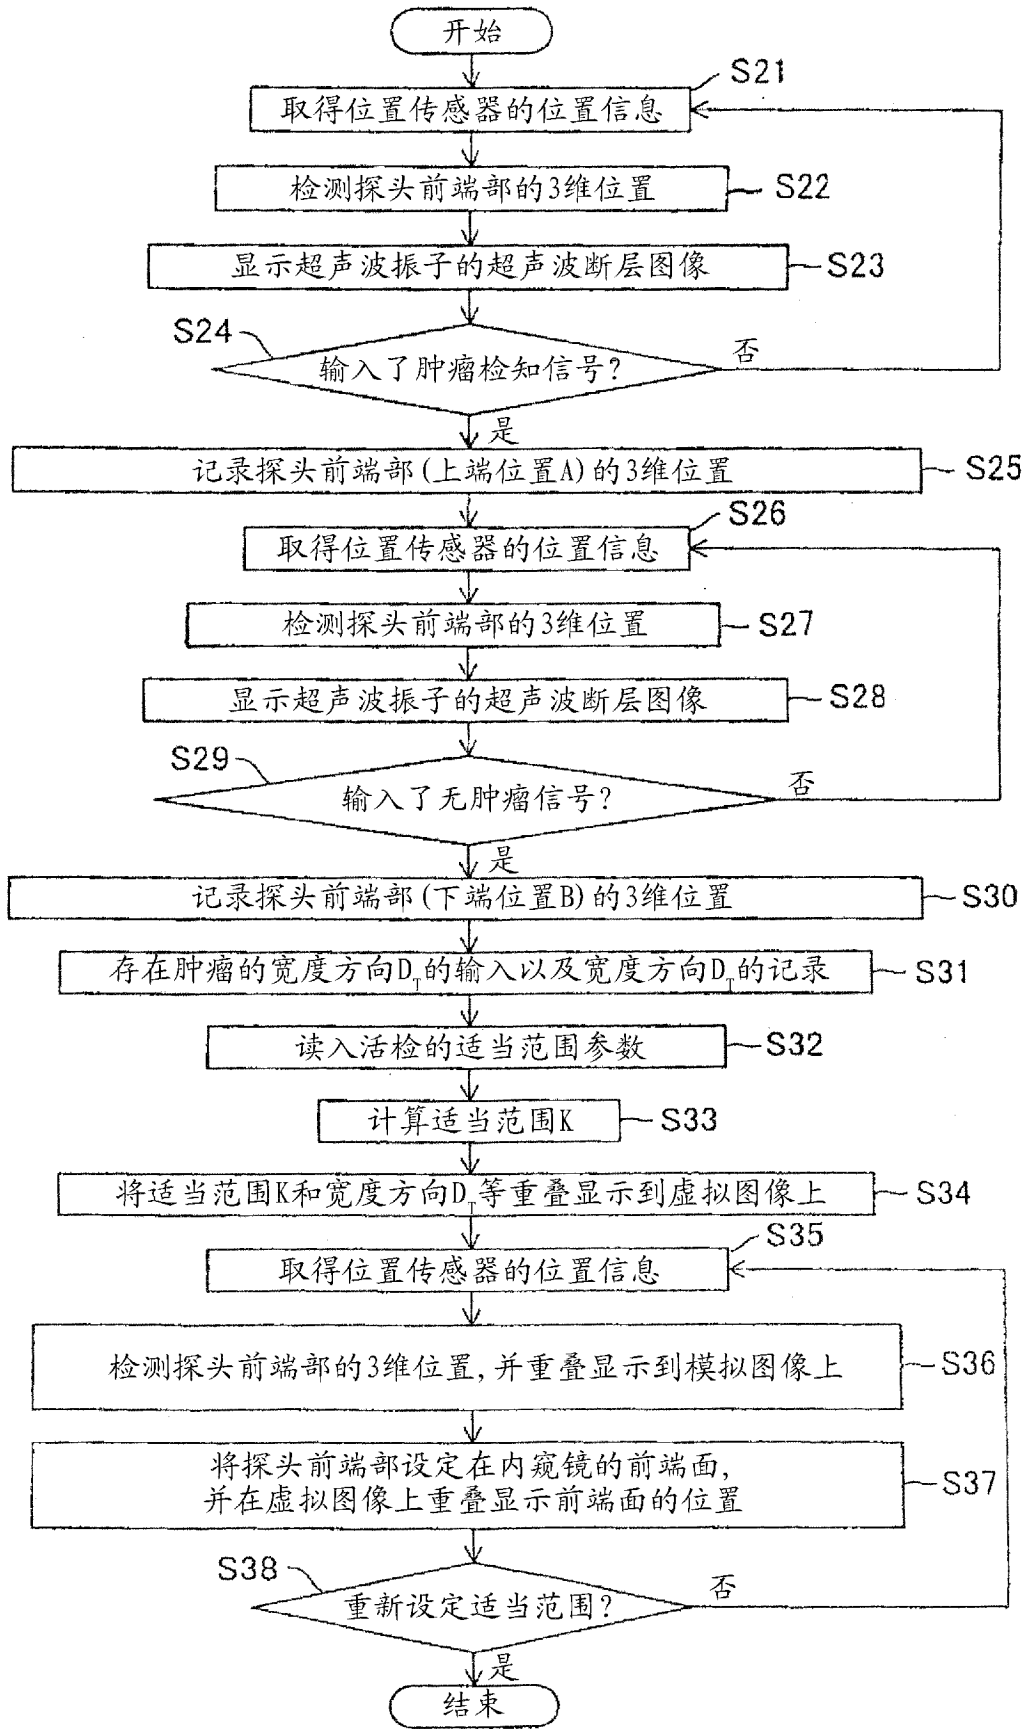 开始
S21
取得位置传感器的位置信息
检测探头前端部的3维位置
S22
显示超声波振子的超声波断层图像
S23
S24
输入了肿瘤检知信号?
否
是
记录探头前端部(上端位置A)的3维位置
S25
S26
取得位置传感器的位置信息
检测探头前端部的3维位置
S27
显示超声波振子的超声波断层图像
S28
S29
输入了无肿瘤信号?
否
是
记录探头前端部(下端位置B)的3维位置
S30
存在肿瘤的宽度方向DT的输入以及宽度方向DT的记录
S31
读入活检的适当范围参数
S32
计算适当范围K
S33
将适当范围K和宽度方向DT等重叠显示到虚拟图像上
S34
S35
取得位置传感器的位置信息
检测探头前端部的3维位置,并重叠显示到模拟图像上
S36
将探头前端部设定在内窥镜的前端面,
并在虚拟图像上重叠显示前端面的位置
S37
S38
重新设定适当范围?
否
是
结束